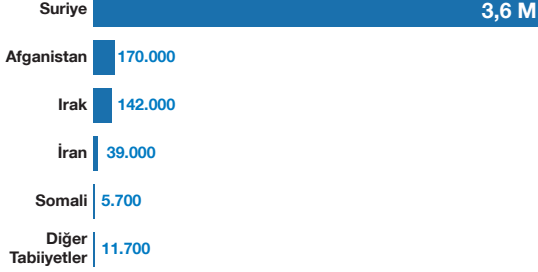 Suriye 3,6 M
Afganistan 170.000
Irak 142.000
İran 39.000
Somali 5.700
Diğer
Tabiiyetler 11.700